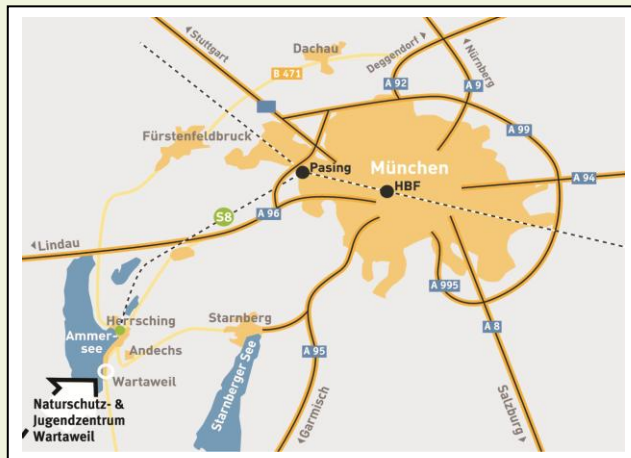 Stuttgart
Dachau
Deggendorf
Nürnberg
B 471
A 92
A 9
A 99
Fürstenfeldbruck
Pasing
München
HBF
A 94
S8
A 96
Lindau
A 995
Herrsching
Starnberg
A 8
Ammer-
see
Andechs
A 95
Wartaweil
Starnberger See
Garmisch
Salzburg
Naturschutz- &
Jugendzentrum
Wartaweil